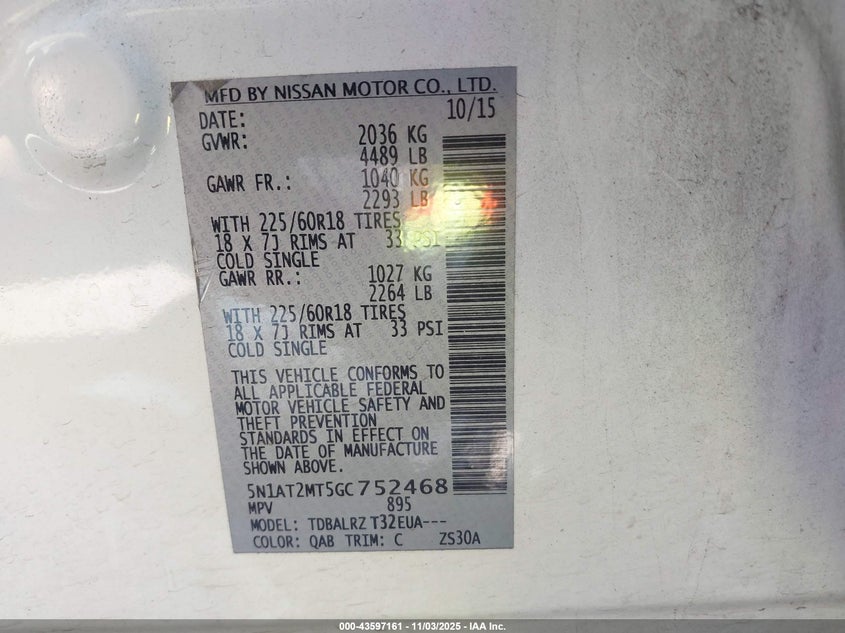 MFD BY NISSAN MOTOR CO., LTD.
DATE: 10/15
GVWR: 2036 KG
4489 LB
GAWR FR.: 1040 KG
2293 LB
WITH 225/60R18 TIRES
18 X 7J RIMS AT 33 PSI
COLD SINGLE
GAWR RR.: 1027 KG
2264 LB
WITH 225/60R18 TIRES
18 X 7J RIMS AT 33 PSI
COLD SINGLE
THIS VEHICLE CONFORMS TO
ALL APPLICABLE FEDERAL
MOTOR VEHICLE SAFETY AND
THEFT PREVENTION
STANDARDS IN EFFECT ON
THE DATE OF MANUFACTURE
SHOWN ABOVE.
5N1AT2MT5GC752468
MPV 895
MODEL: TDBALRZ T32EUA---
COLOR: QAB TRIM: C ZS30A
000-43597161 - 11/03/2025 - IAA Inc.